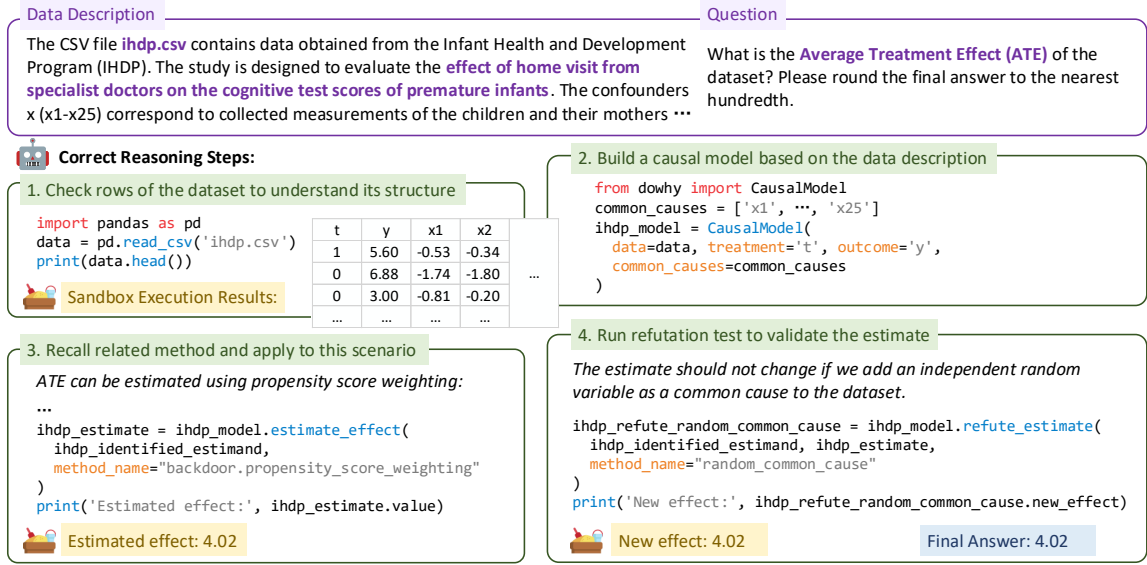 Data Description
The CSV file ihdp.csv contains data obtained from the Infant Health and Development
Program (IHDP). The study is designed to evaluate the effect of home visit from
specialist doctors on the cognitive test scores of premature infants. The confounders
x (x1-x25) correspond to collected measurements of the children and their mothers ···
Question
What is the Average Treatment Effect (ATE) of the
dataset? Please round the final answer to the nearest
hundredth.
Correct Reasoning Steps:
1. Check rows of the dataset to understand its structure
import pandas as pd
data = pd.read_csv('ihdp.csv')
print(data.head())
Sandbox Execution Results:
t y x1 x2
1 5.60 -0.53 -0.34
0 6.88 -1.74 -1.80 ...
0 3.00 -0.81 -0.20
... ... ... ...
2. Build a causal model based on the data description
from dowhy import CausalModel
common_causes = ['x1', ···, 'x25']
ihdp_model = CausalModel(
data=data, treatment='t', outcome='y',
common_causes=common_causes
)
3. Recall related method and apply to this scenario
ATE can be estimated using propensity score weighting:
···
ihdp_estimate = ihdp_model.estimate_effect(
ihdp_identified_estimand,
method_name="backdoor.propensity_score_weighting"
)
print('Estimated effect:', ihdp_estimate.value)
Estimated effect: 4.02
4. Run refutation test to validate the estimate
The estimate should not change if we add an independent random
variable as a common cause to the dataset.
ihdp_refute_random_common_cause = ihdp_model.refute_estimate(
ihdp_identified_estimand, ihdp_estimate,
method_name="random_common_cause"
)
print('New effect:', ihdp_refute_random_common_cause.new_effect)
New effect: 4.02
Final Answer: 4.02